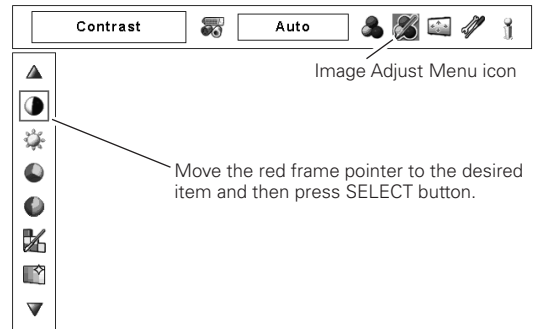 Contrast
Auto
Image Adjust Menu icon
Move the red frame pointer to the desired
item and then press SELECT button.